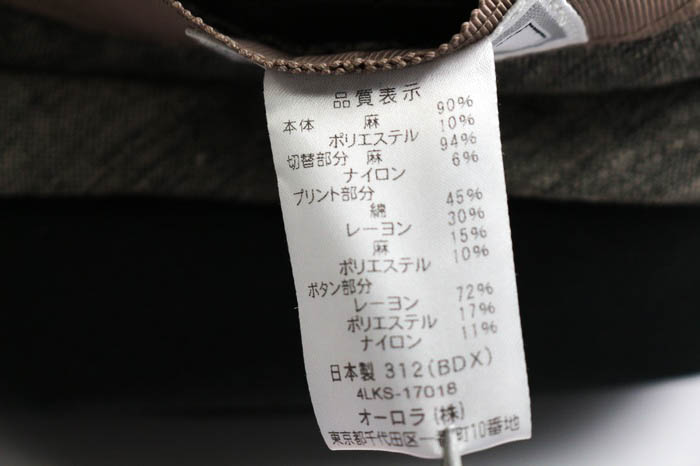 品質表示
本体 麻 90%
ポリエステル 10%
切替部分 麻 94%
ナイロン 6%
プリント部分
綿 45%
レーヨン 30%
麻 15%
ポリエステル 10%
ボタン部分
レーヨン 72%
ポリエステル 17%
ナイロン 11%
日本製 312(BDX)
4LKS-17018
オーロラ(株)
東京都千代田区一 町10番地